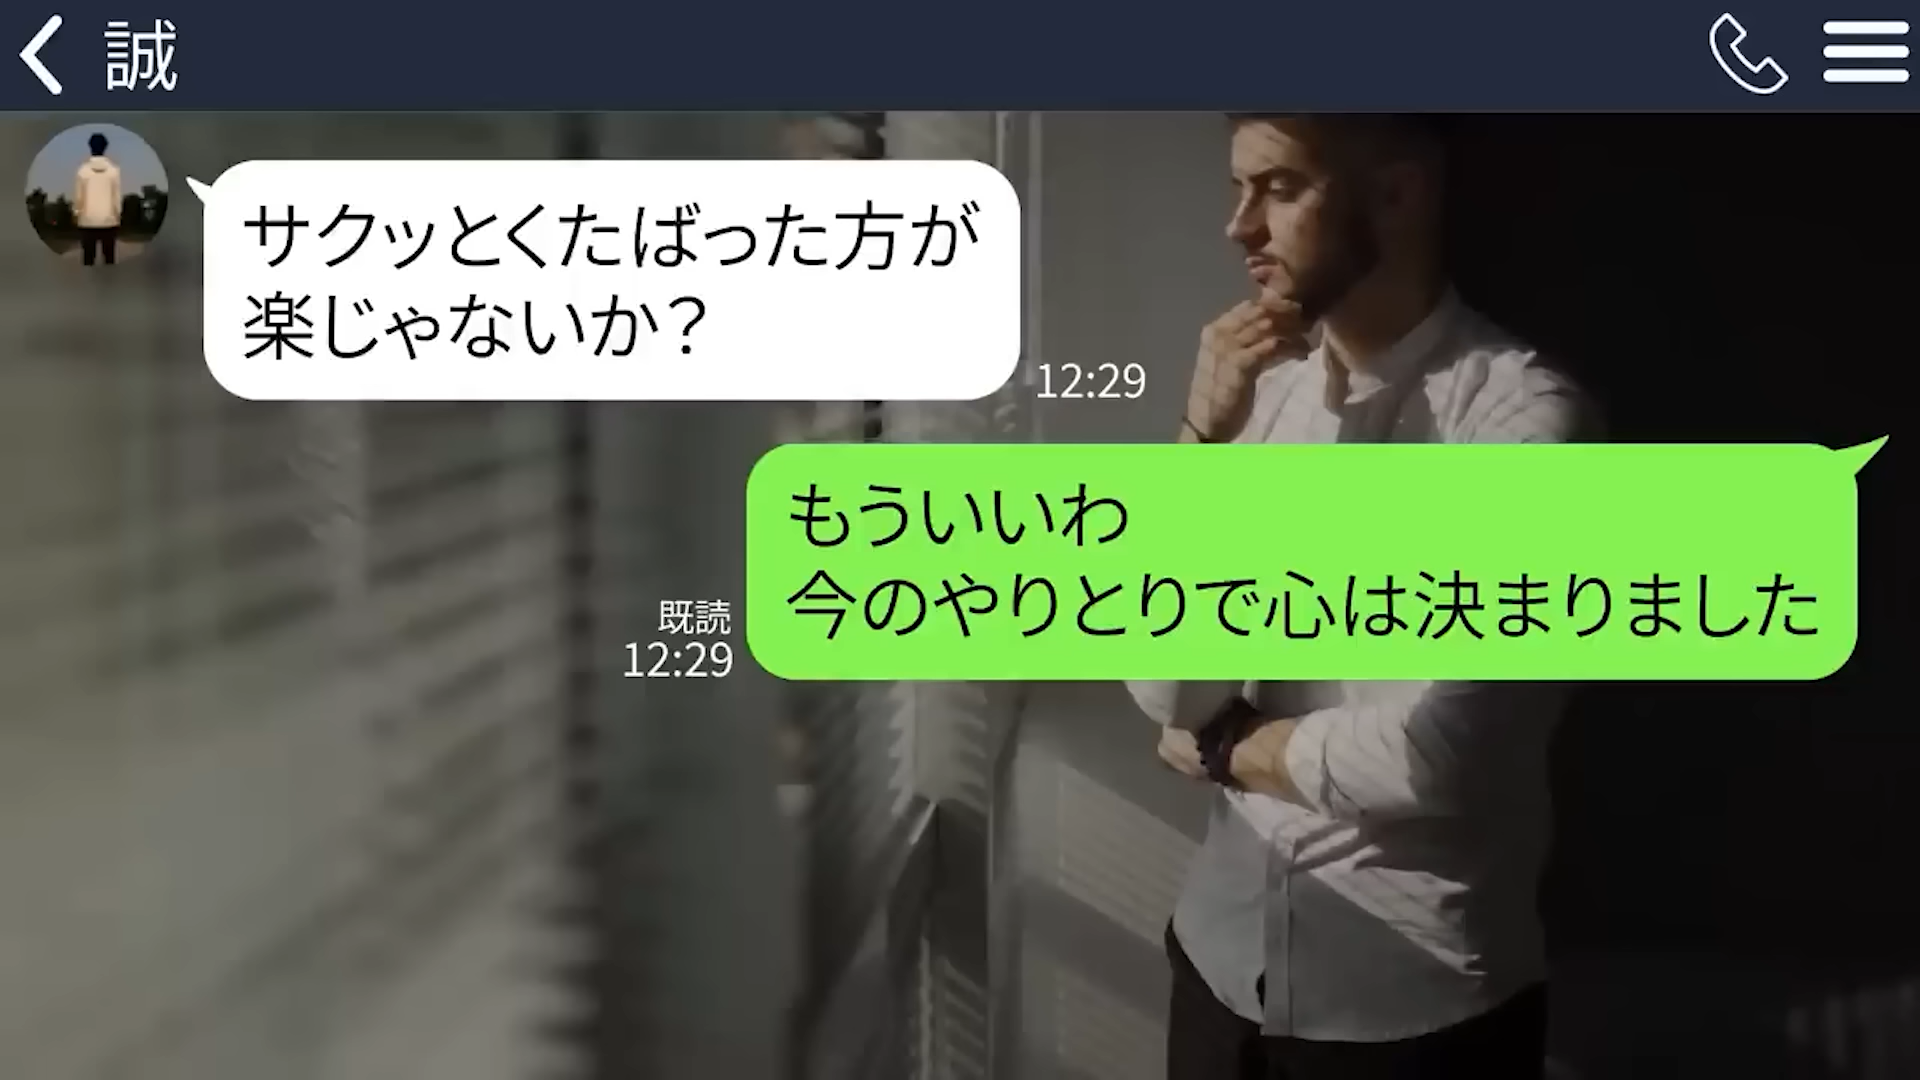 誠
サクッとくたばった方が
楽じゃないか？
12:29
もういいわ
今のやりとりで心は決まりました
既読
12:29